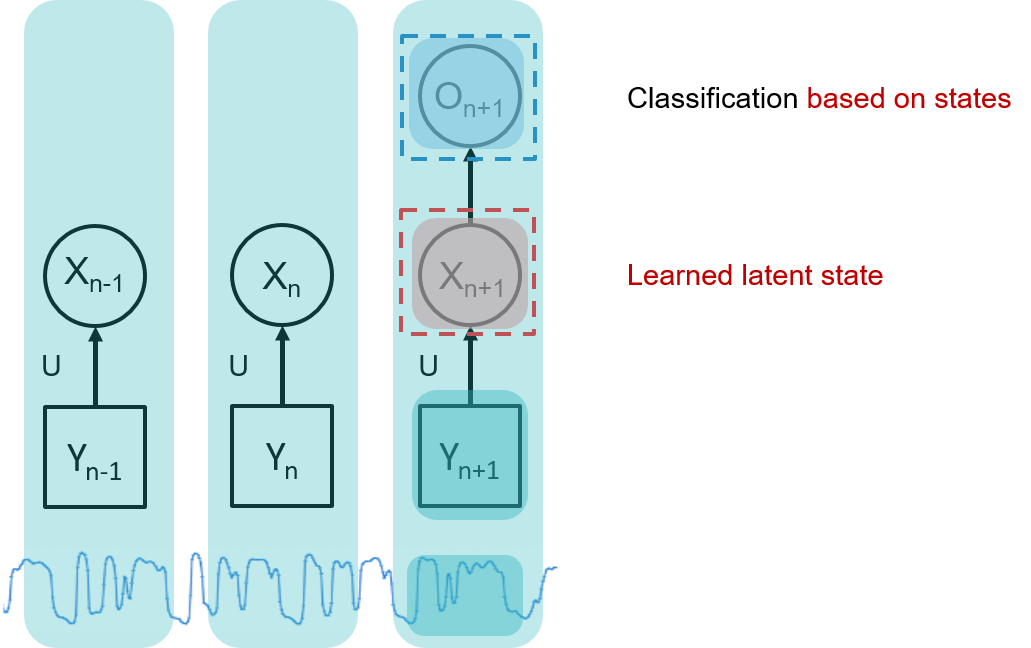 O_{n+1}
Classification based on states
X_{n-1}
X_n
X_{n+1}
Learned latent state
U
U
U
Y_{n-1}
Y_n
Y_{n+1}